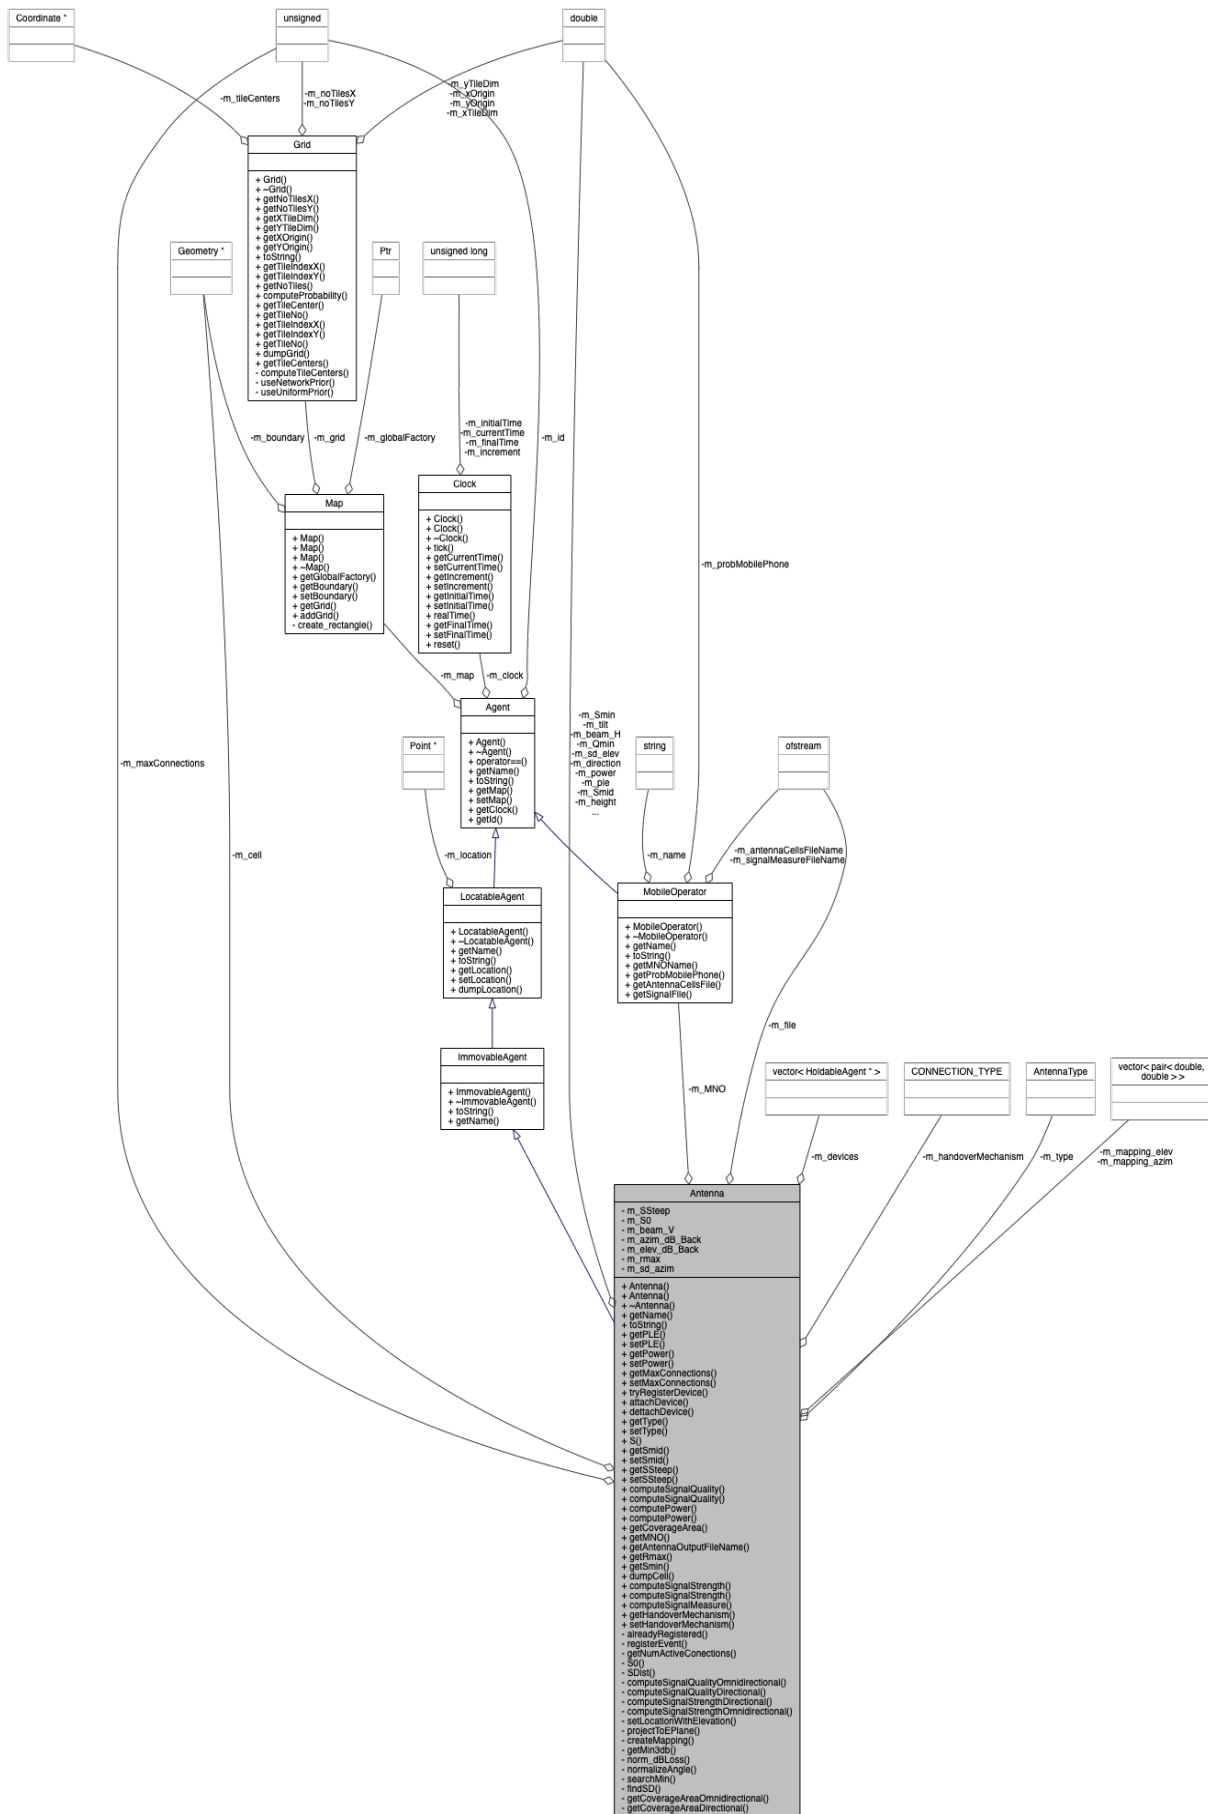 Coordinate *
unsigned
double
-m_tileCenters
-m_noTilesX
-m_noTilesY
-m_yTileDim
-m_xOrigin
-m_yOrigin
-m_xTileDim
Grid
+ Grid()
+ ~Grid()
+ getNoTilesX()
+ getNoTilesY()
+ getXTileDim()
+ getYTileDim()
+ getXOrigin()
+ getYOrigin()
+ toString()
+ getTileIndexX()
+ getTileIndexY()
+ getNoTiles()
+ computeProbability()
+ getTileCenter()
+ getTileNo()
+ getTileIndexX()
+ getTileIndexY()
+ getTileNo()
+ dumpGrid()
+ getTileCenters()
- computeTileCenters()
- useNetworkPrior()
- useUniformPrior()
Geometry *
Ptr
unsigned long
-m_boundary
-m_grid
-m_globalFactory
-m_initialTime
-m_currentTime
-m_finalTime
-m_increment
-m_id
Map
+ Map()
+ Map()
+ Map()
+ ~Map()
+ getGlobalFactory()
+ getBoundary()
+ setBoundary()
+ getGrid()
+ addGrid()
- create_rectangle()
Clock
+ Clock()
+ Clock()
+ ~Clock()
+ tick()
+ getCurrentTime()
+ setCurrentTime()
+ getIncrement()
+ setIncrement()
+ getInitialTime()
+ setInitialTime()
+ realTime()
+ getFinalTime()
+ setFinalTime()
+ reset()
-m_probMobilePhone
-m_map
-m_clock
Agent
+ Agent()
+ ~Agent()
+ operator==()
+ getName()
+ toString()
+ getMap()
+ setMap()
+ getClock()
+ getId()
-m_Smin
-m_tilt
-m_beam_H
-m_Qmin
-m_sd_elev
-m_direction
-m_power
-m_ple
-m_Smid
-m_height
...
Point *
string
ofstream
-m_maxConnections
-m_cell
-m_location
-m_name
-m_antennaCellsFileName
-m_signalMeasureFileName
LocatableAgent
+ LocatableAgent()
+ ~LocatableAgent()
+ getName()
+ toString()
+ getLocation()
+ setLocation()
+ dumpLocation()
MobileOperator
+ MobileOperator()
+ ~MobileOperator()
+ getName()
+ toString()
+ getMNOName()
+ getProbMobilePhone()
+ getAntennaCellsFile()
+ getSignalFile()
-m_file
ImmovableAgent
+ ImmovableAgent()
+ ~ImmovableAgent()
+ toString()
+ getName()
-m_MNO
vector< HoldableAgent * >
CONNECTION_TYPE
AntennaType
vector< pair< double,
double > >
-m_devices
-m_handoverMechanism
-m_type
-m_mapping_elev
-m_mapping_azim
Antenna
- m_SSteep
- m_S0
- m_beam_V
- m_azim_dB_Back
- m_elev_dB_Back
- m_rmax
- m_sd_azim
+ Antenna()
+ Antenna()
+ ~Antenna()
+ getName()
+ toString()
+ getPLE()
+ setPLE()
+ getPower()
+ setPower()
+ getMaxConnections()
+ setMaxConnections()
+ tryRegisterDevice()
+ attachDevice()
+ dettachDevice()
+ getType()
+ setType()
+ S()
+ getSmid()
+ setSmid()
+ getSSteep()
+ setSSteep()
+ computeSignalQuality()
+ computeSignalQuality()
+ computePower()
+ computePower()
+ getCoverageArea()
+ getMNO()
+ getAntennaOutputFileName()
+ getRmax()
+ getSmin()
+ dumpCell()
+ computeSignalStrength()
+ computeSignalStrength()
+ computeSignalMeasure()
+ getHandoverMechanism()
+ setHandoverMechanism()
- alreadyRegistered()
- registerEvent()
- getNumActiveConections()
- S0()
- SDist()
- computeSignalQualityOmnidirectional()
- computeSignalQualityDirectional()
- computeSignalStrengthDirectional()
- computeSignalStrengthOmnidirectional()
- setLocationWithElevation()
- projectToEPlane()
- createMapping()
- getMin3db()
- norm_dBLoss()
- normalizeAngle()
- searchMin()
- findSD()
- getCoverageAreaOmnidirectional()
- getCoverageAreaDirectional()